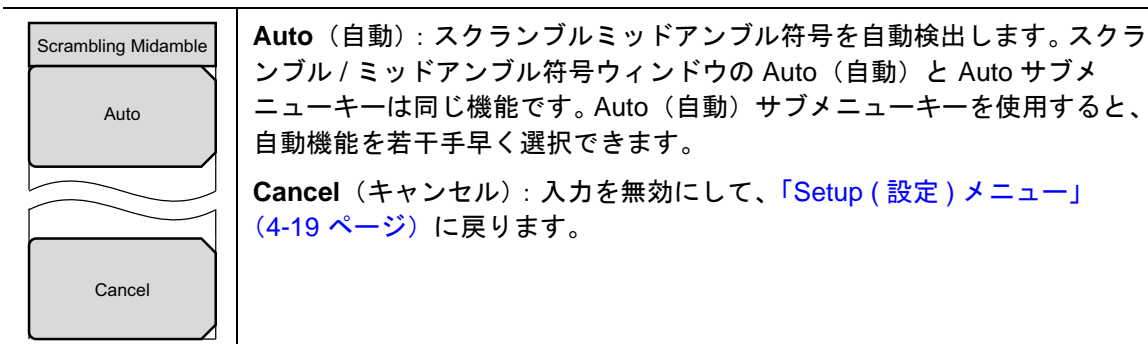 Scrambling Midamble
Auto
Cancel
Auto（自動）: スクランブルミッドアンブル符号を自動検出します。スクラ
ンブル / ミッドアンブル符号ウィンドウの Auto（自動）と Auto サブメ
ニューキーは同じ機能です。Auto（自動）サブメニューキーを使用すると、
自動機能を若干手早く選択できます。
Cancel（キャンセル）: 入力を無効にして、「Setup ( 設定 ) メニュー」
（4-19 ページ）に戻ります。